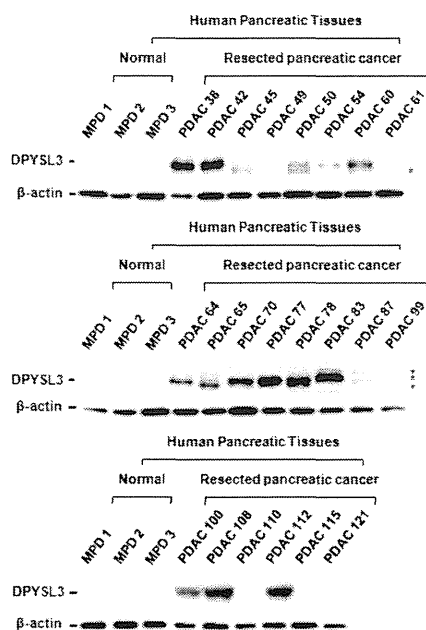 Human Pancreatic Tissues
Normal Resected pancreatic cancer
MPD 1 MPD 2 MPD 3 PDAC 38 PDAC 42 PDAC 45 PDAC 49 PDAC 50 PDAC 54 PDAC 60 PDAC 61
DPYSL3 – *
β-actin –
Human Pancreatic Tissues
Normal Resected pancreatic cancer
MPD 1 MPD 2 MPD 3 PDAC 64 PDAC 65 PDAC 70 PDAC 77 PDAC 78 PDAC 83 PDAC 87 PDAC 99
DPYSL3 – * * *
β-actin –
Human Pancreatic Tissues
Normal Resected pancreatic cancer
MPD 1 MPD 2 MPD 3 PDAC 100 PDAC 108 PDAC 110 PDAC 112 PDAC 115 PDAC 121
DPYSL3 –
β-actin –